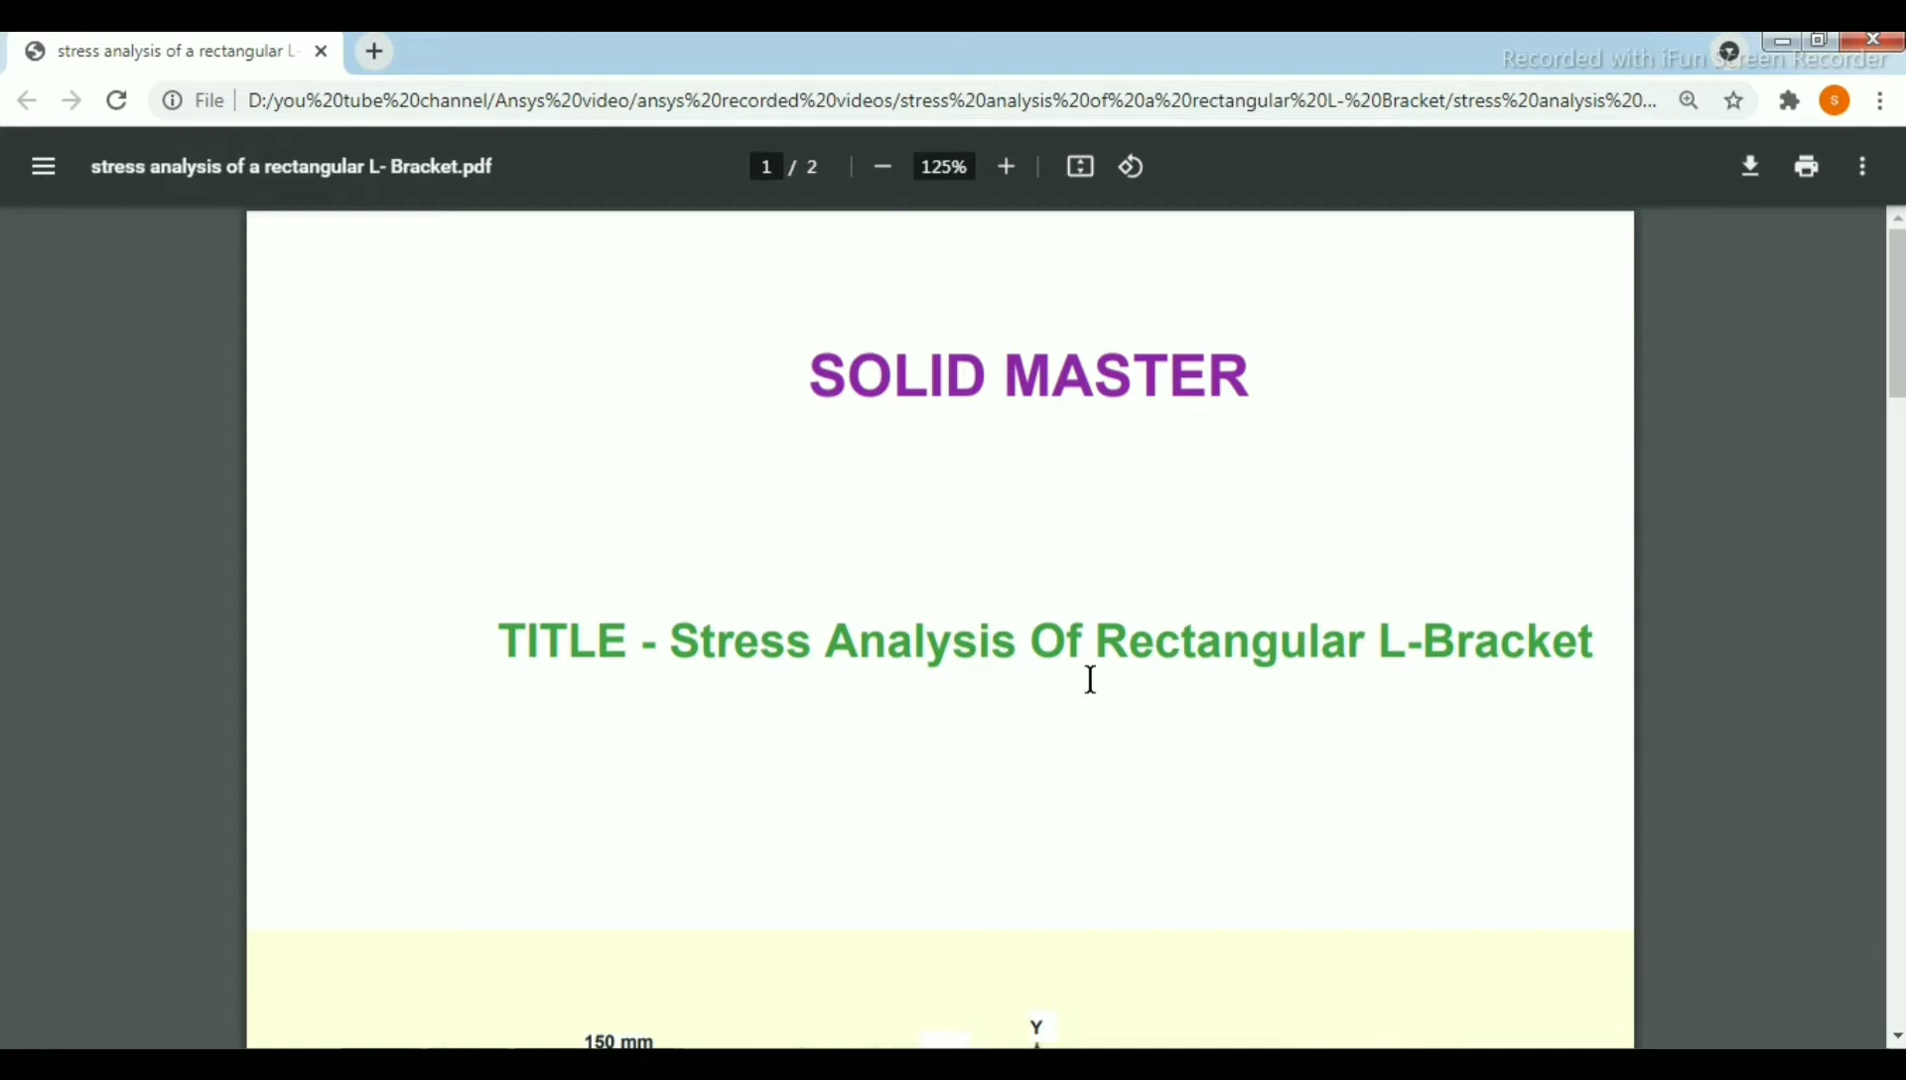 stress analysis of a rectangular L-
Recorded with iFun Screen Recorder
File
D:/you%20tube%20channel/Ansys%20video/ansys%20recorded%20videos/stress%20analysis%20of%20a%20rectangular%20L-%20Bracket/stress%20analysis%20...
s
stress analysis of a rectangular L- Bracket.pdf
1 / 2
125%
SOLID MASTER
TITLE - Stress Analysis Of Rectangular L-Bracket
Y
150 mm